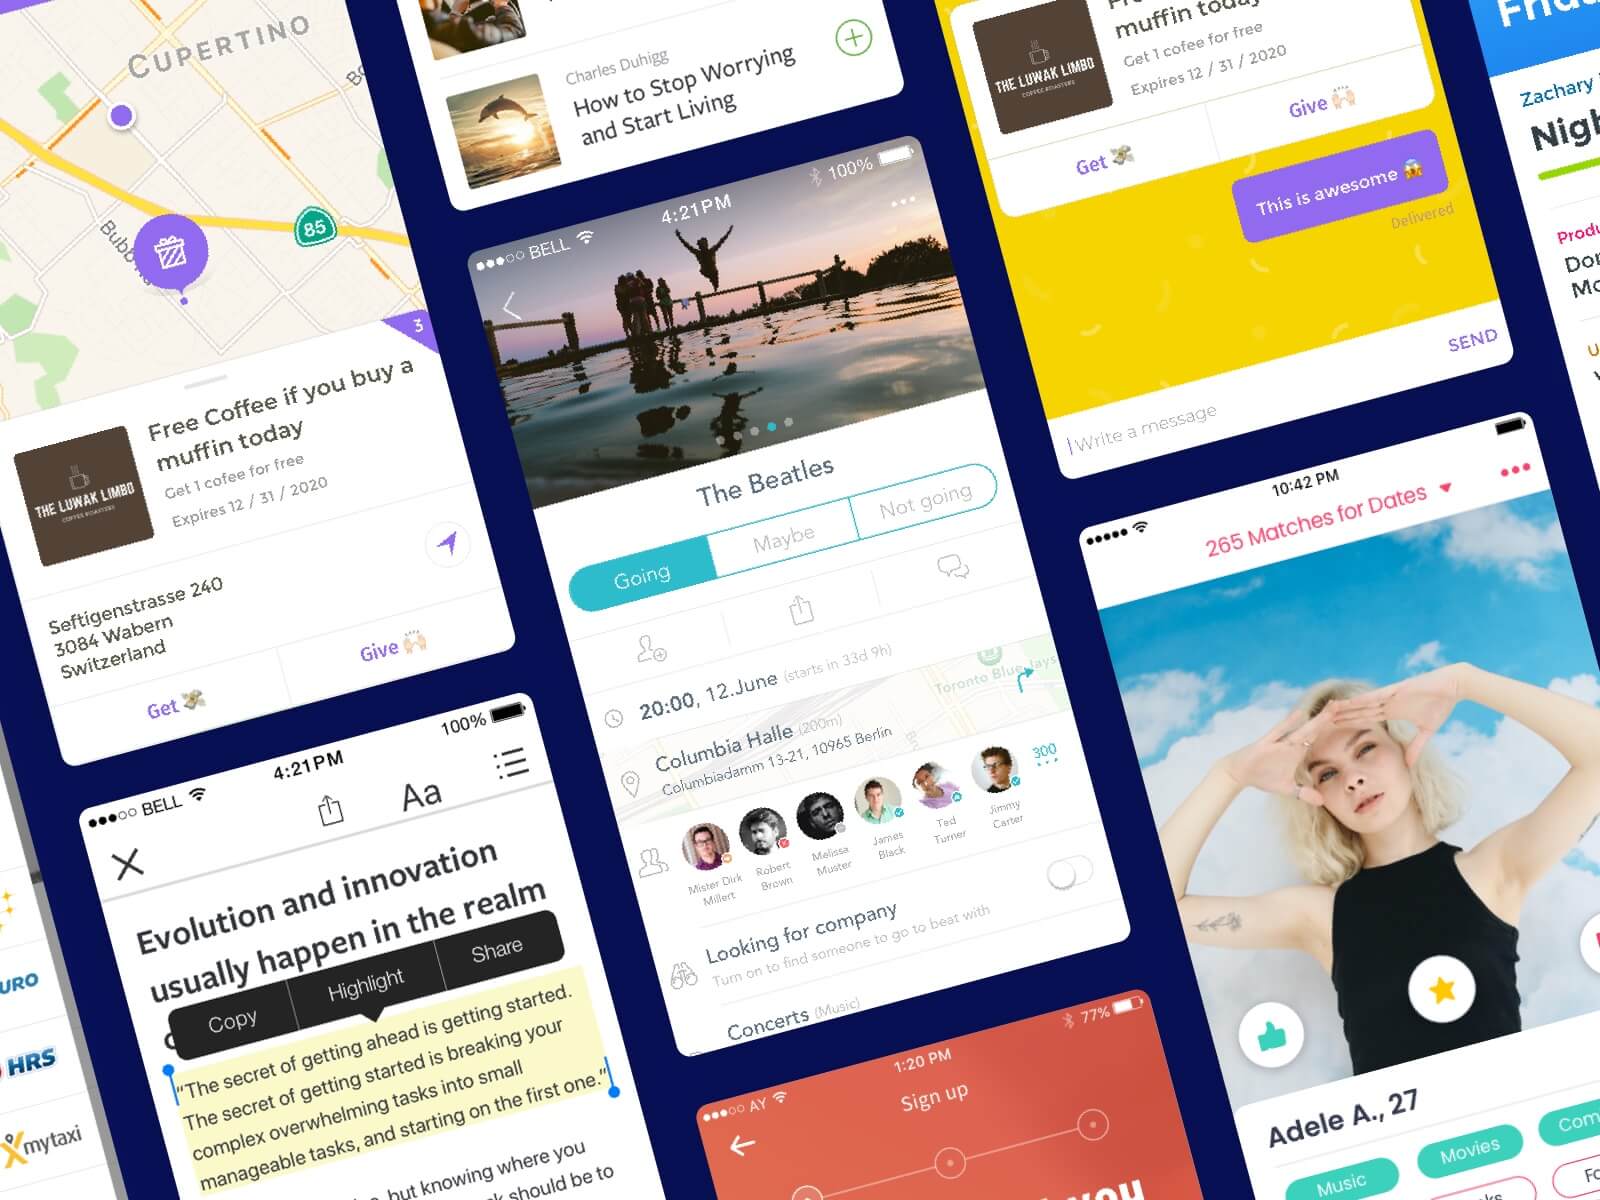 CUPERTINO
85
3
Free Coffee if you buy a
muffin today
Get 1 cofee for free
Expires 12 / 31 / 2020
THE LUWAK LIMBO
COFFEE ROASTERS
Seftigenstrasse 240
3084 Wabern
Switzerland
Get
Give
URO
HRS
mytaxi
BELL
4:21PM
100%
Aa
Evolution and innovation
usually happen in the realm
Copy
Highlight
Share
“The secret of getting ahead is getting started.
The secret of getting started is breaking your
complex overwhelming tasks into small
manageable tasks, and starting on the first one.”
, but knowing where you
should be to
Charles Duhigg
How to Stop Worrying
and Start Living
BELL
4:21PM
100%
The Beatles
Going
Maybe
Not going
20:00, 12.June (starts in 33d 9h)
Toronto Blue Jays
Columbia Halle (200m)
Columbiadamm 13-21, 10965 Berlin
Mister Dirk
Millert
Robert
Brown
Melissa
Muster
James
Black
Ted
Turner
Jimmy
Carter
300
Looking for company
Turn on to find someone to go to beat with
Concerts (Music)
AY
1:20 PM
77%
Sign up
you
muffin today
Get 1 cofee for free
Expires 12 / 31 / 2020
THE LUWAK LIMBO
COFFEE ROASTERS
Get
Give
This is awesome
Delivered
Write a message
SEND
10:42 PM
265 Matches for Dates
Adele A., 27
Music
Movies
Com
Zachary